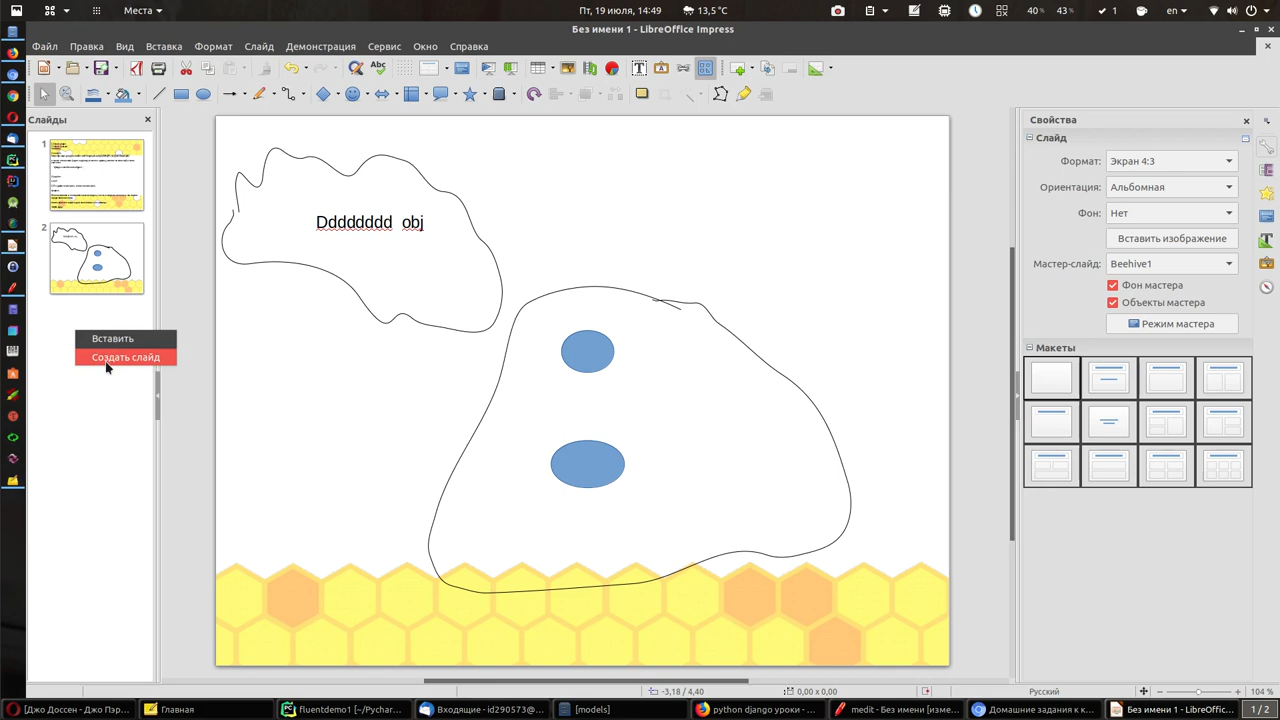 Места
Пт, 19 июля, 14:49
13,5°C
40 %
43 %
1
en
Без имени 1 - LibreOffice Impress
Файл Правка Вид Вставка Формат Слайд Демонстрация Сервис Окно Справка
Слайды
1
2
Вставить
Создать слайд
Dddddddd obj
Свойства
Слайд
Формат: Экран 4:3
Ориентация: Альбомная
Фон: Нет
Вставить изображение
Мастер-слайд: Beehive1
Фон мастера
Объекты мастера
Режим мастера
Макеты
-3,18 / 4,40
0,00 x 0,00
Русский
104 %
[Джо Доссен - Джо Пэр...
Главная
fluentdemo1 [~/Pychar...
Входящие - id290573@...
[models]
python django уроки - ...
medit - Без имени [изме...
Домашние задания к к...
Без имени 1 - LibreOffic...
1/2